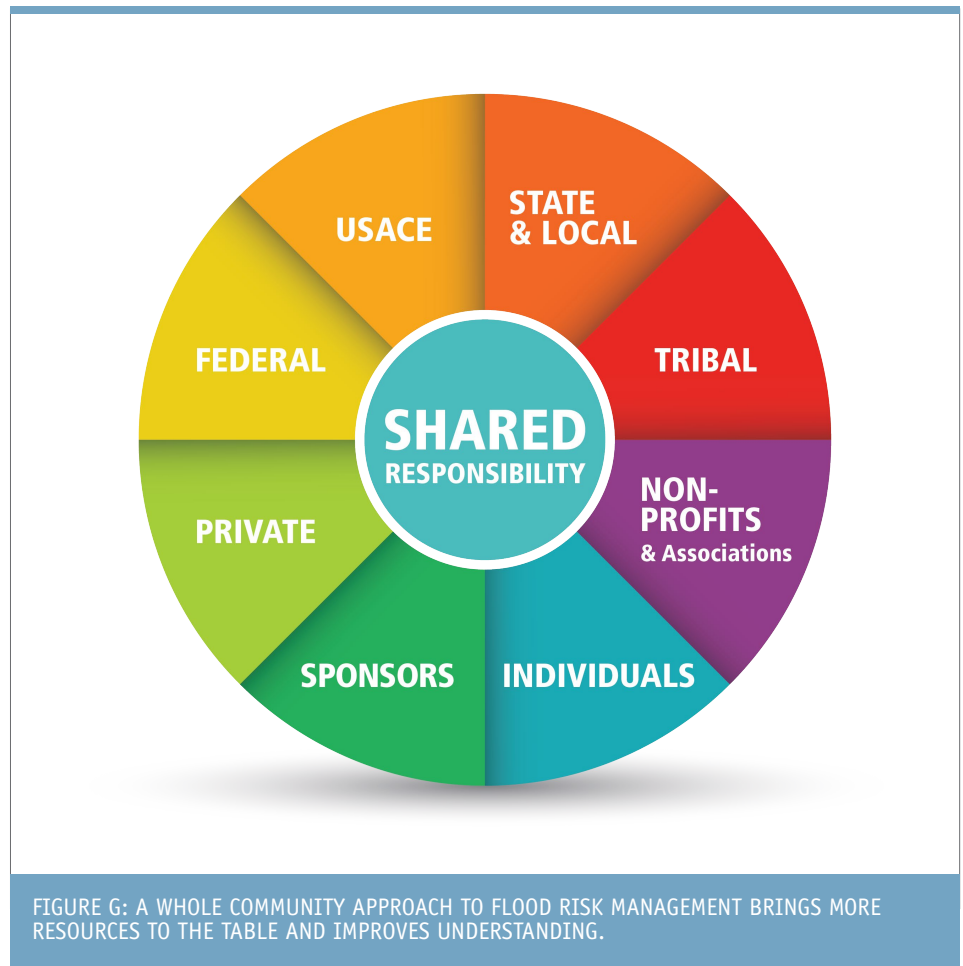 USACE
STATE
& LOCAL
FEDERAL
TRIBAL
SHARED
RESPONSIBILITY
PRIVATE
NON-
PROFITS
& Associations
SPONSORS
INDIVIDUALS
FIGURE G: A WHOLE COMMUNITY APPROACH TO FLOOD RISK MANAGEMENT BRINGS MORE
RESOURCES TO THE TABLE AND IMPROVES UNDERSTANDING.